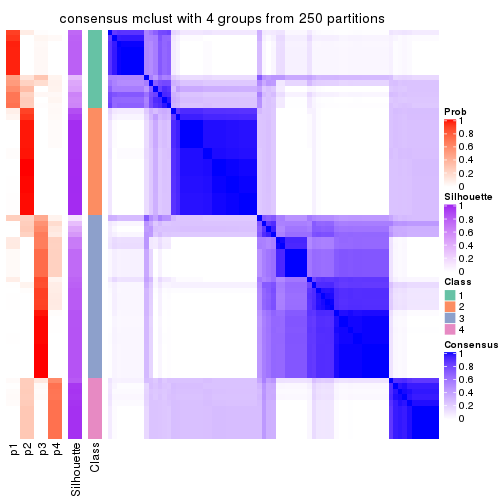 consensus mclust with 4 groups from 250 partitions
Prob
1
0.8
0.6
0.4
0.2
0
Silhouette
1
0.8
0.6
0.4
0.2
0
Class
1
2
3
4
Consensus
1
0.8
0.6
0.4
0.2
0
p1
p2
p3
p4
Silhouette
Class